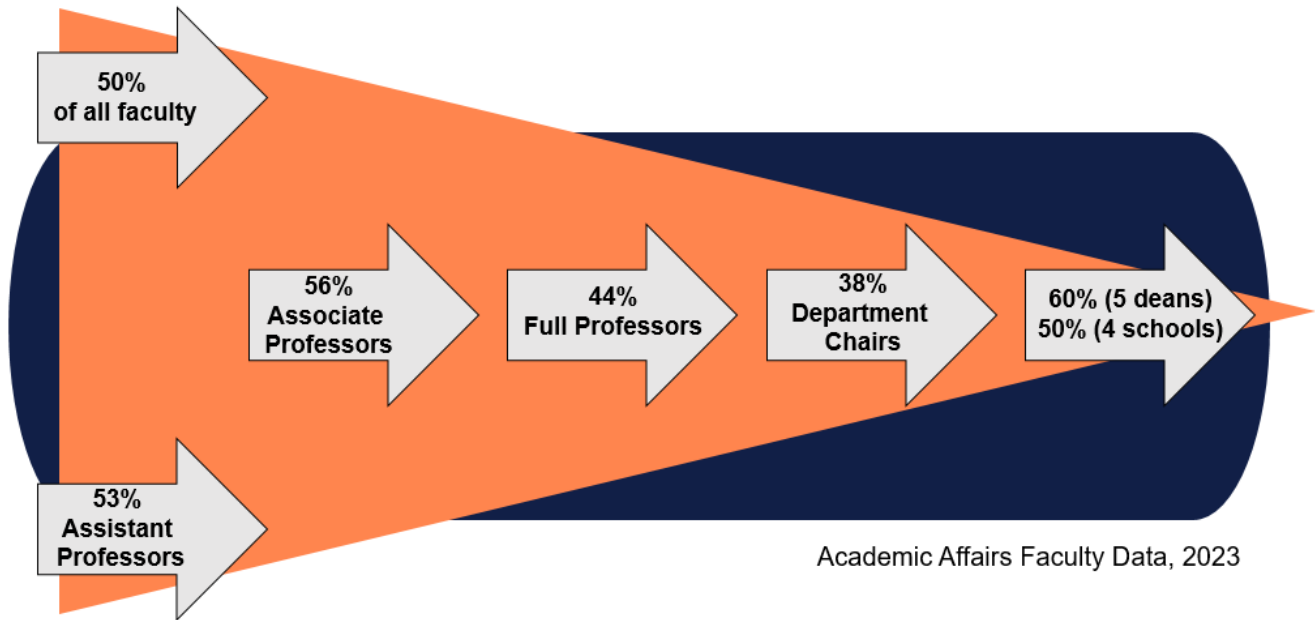 50%
of all faculty
53%
Assistant
Professors
56%
Associate
Professors
44%
Full Professors
38%
Department
Chairs
60% (5 deans)
50% (4 schools)
Academic Affairs Faculty Data, 2023